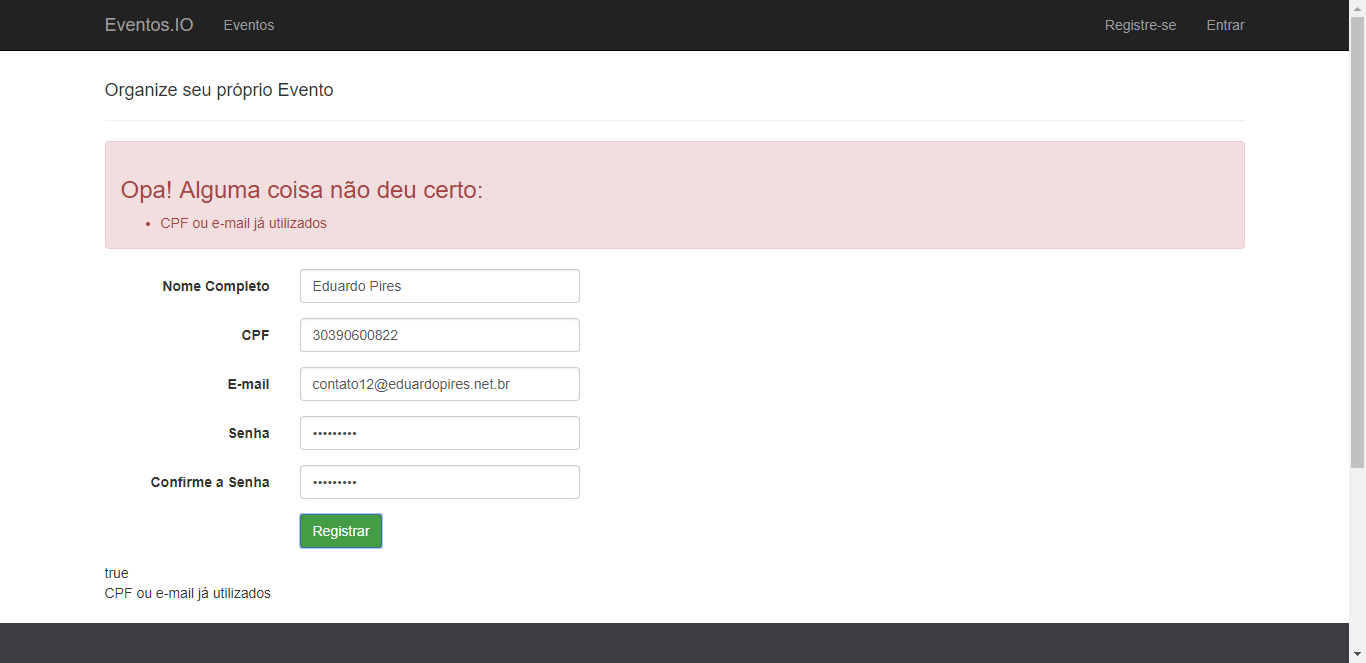 Eventos.IO Eventos Registre-se Entrar
Organize seu próprio Evento
Opa! Alguma coisa não deu certo:
• CPF ou e-mail já utilizados
Nome Completo Eduardo Pires
CPF 30390600822
E-mail contato12@eduardopires.net.br
Senha •••••••••
Confirme a Senha •••••••••
Registrar
true
CPF ou e-mail já utilizados